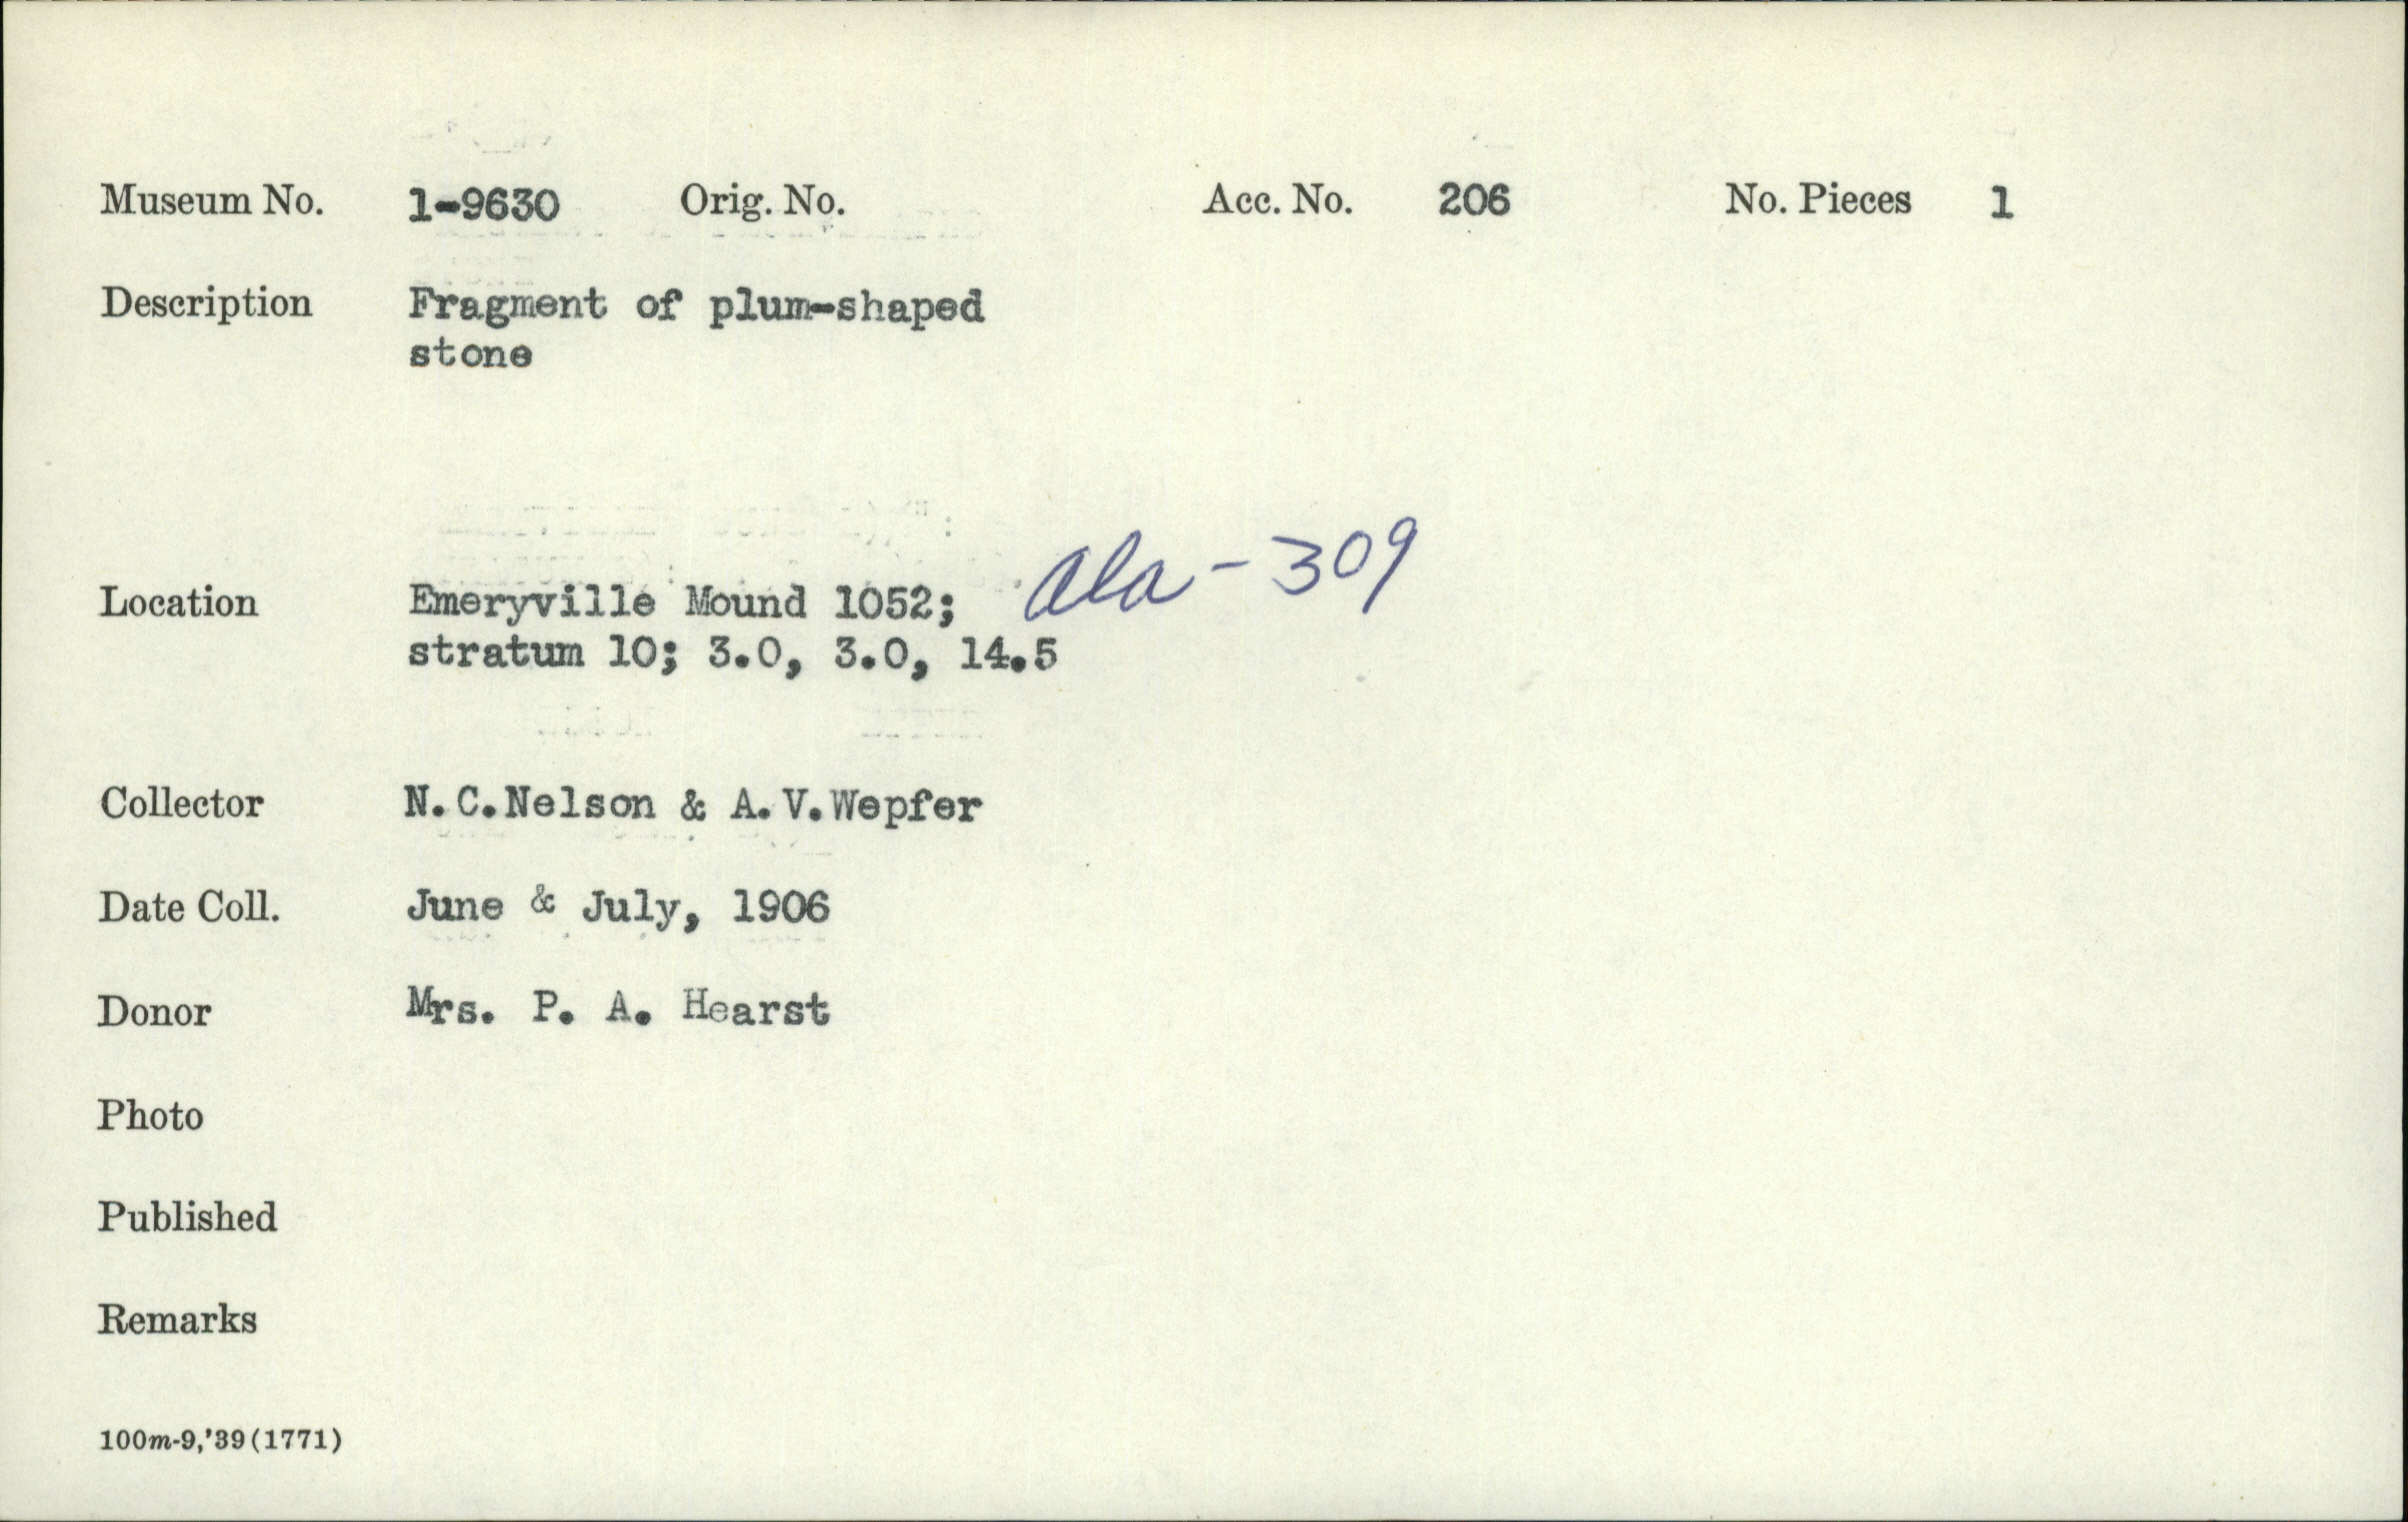 Museum No. 1-9630 Orig. No. Acc. No. 206 No. Pieces 1
Description Fragment of plum-shaped
stone
Ala-309
Location Emeryville Mound 1052;
stratum 10; 3.0, 3.0, 14.5
Collector N.C.Nelson & A.V.Wepfer
Date Coll. June & July, 1906
Donor Mrs. P. A. Hearst
Photo
Published
Remarks
100m-9,'39(1771)